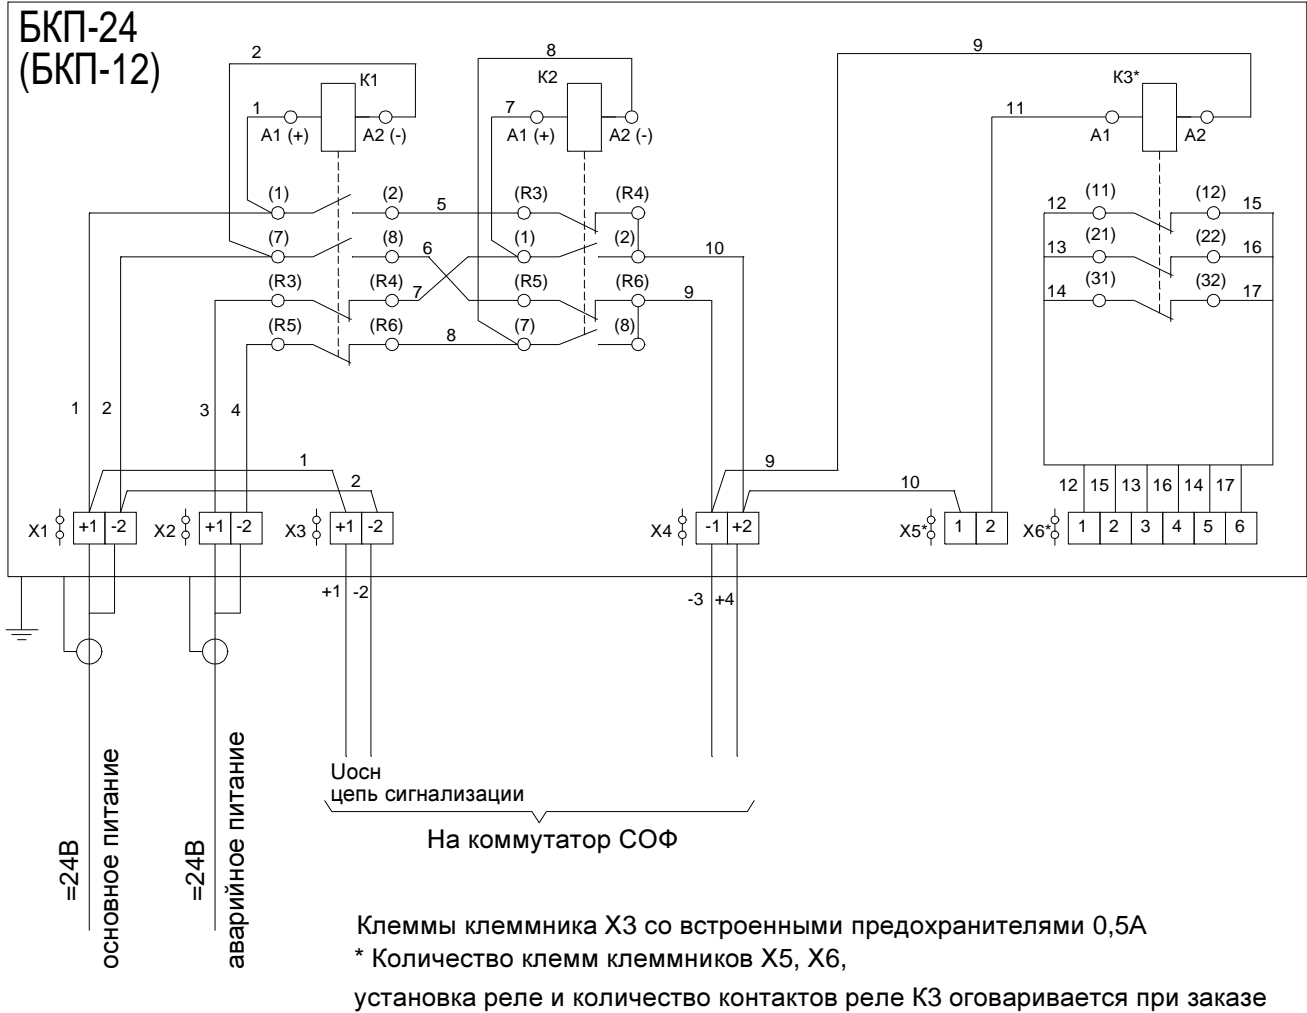 БКП-24
(БКП-12)
2
8
9
К1
К2
К3*
1
7
11
А1 (+)
А2 (-)
А1 (+)
А2 (-)
А1
А2
(1)
(2)
5
(R3)
(R4)
12
(11)
(12)
15
(7)
(8)
6
(1)
(2)
10
13
(21)
(22)
16
(R3)
(R4)
7
(R5)
(R6)
9
14
(31)
(32)
17
(R5)
(R6)
8
(7)
(8)
1
2
3
4
1
2
9
10
12
15
13
16
14
17
X1
+1
-2
X2
+1
-2
X3
+1
-2
X4
-1
+2
X5*
1
2
X6*
1
2
3
4
5
6
+1
-2
-3
+4
=24В
основное питание
=24В
аварийное питание
Uосн
цепь сигнализации
На коммутатор СОФ
Клеммы клеммника Х3 со встроенными предохранителями 0,5А
* Количество клемм клеммников Х5, Х6,
установка реле и количество контактов реле К3 оговаривается при заказе